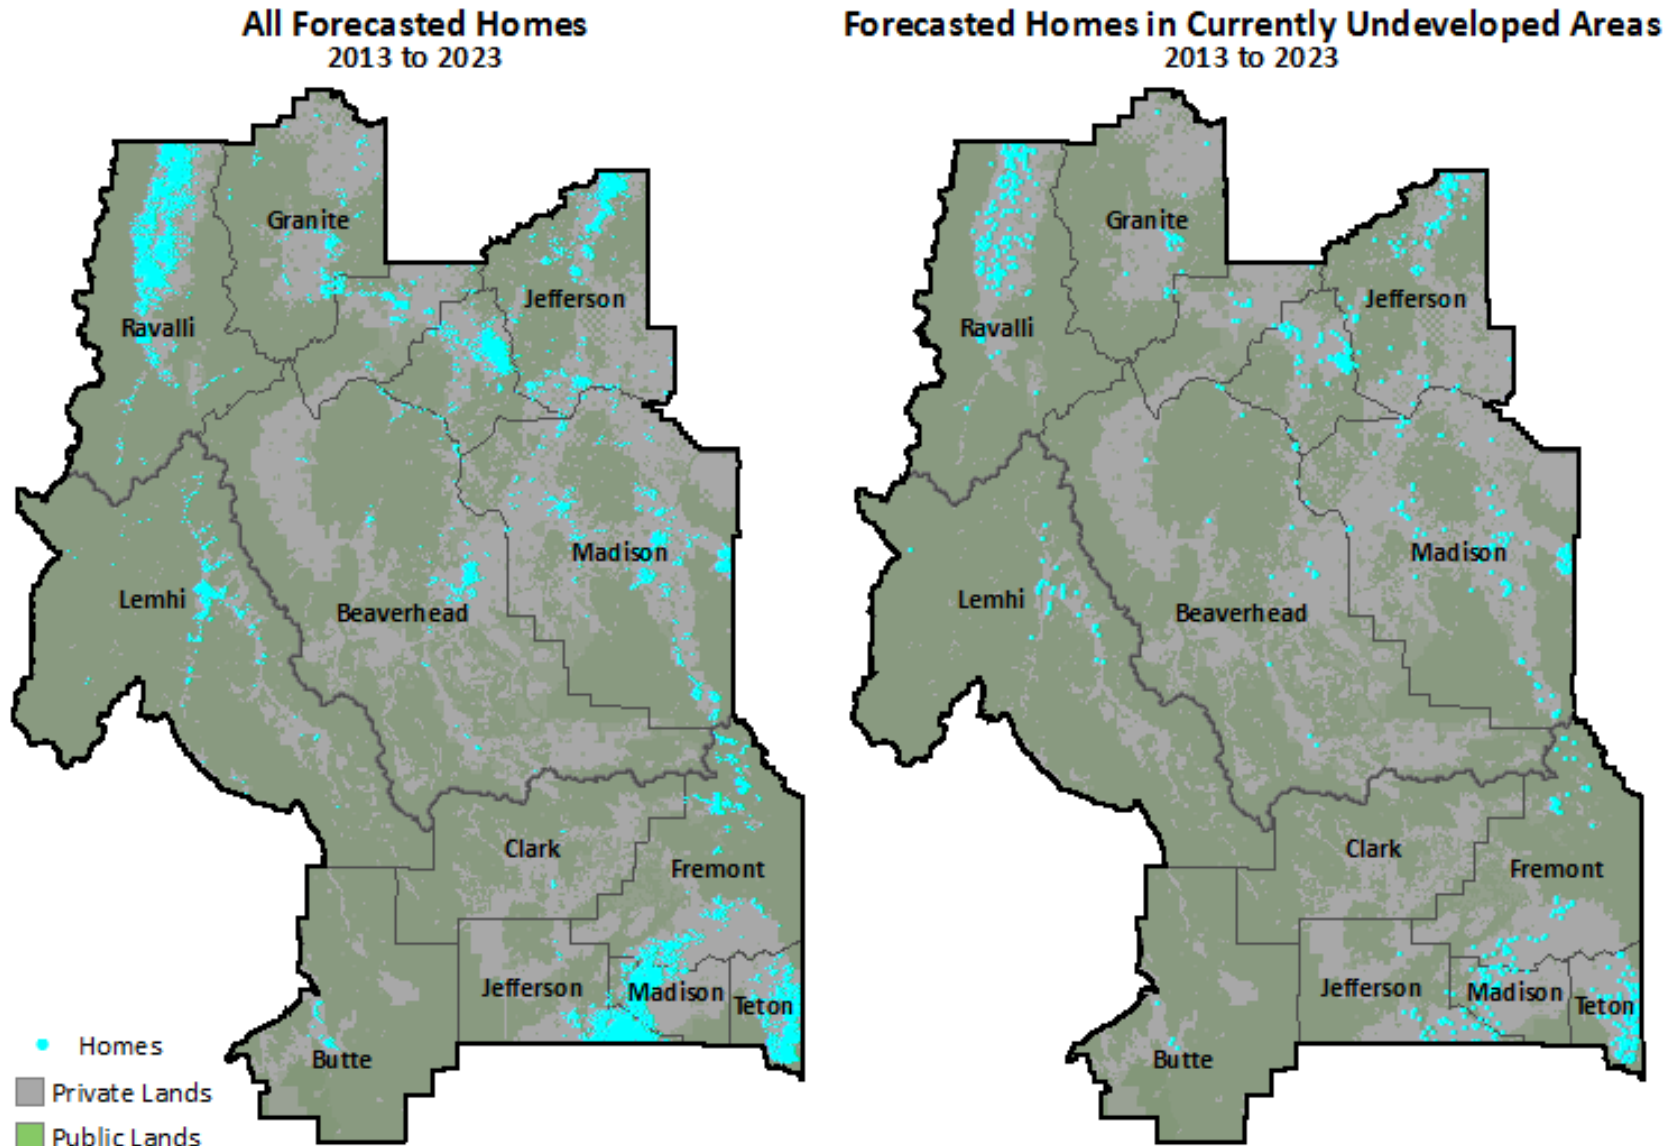 All Forecasted Homes
2013 to 2023
Granite
Jefferson
Ravalli
Madison
Lemhi
Beaverhead
Clark
Fremont
Jefferson
Madison
Teton
Butte
Homes
Private Lands
Public Lands
Forecasted Homes in Currently Undeveloped Areas
2013 to 2023
Granite
Jefferson
Ravalli
Madison
Lemhi
Beaverhead
Clark
Fremont
Jefferson
Madison
Teton
Butte